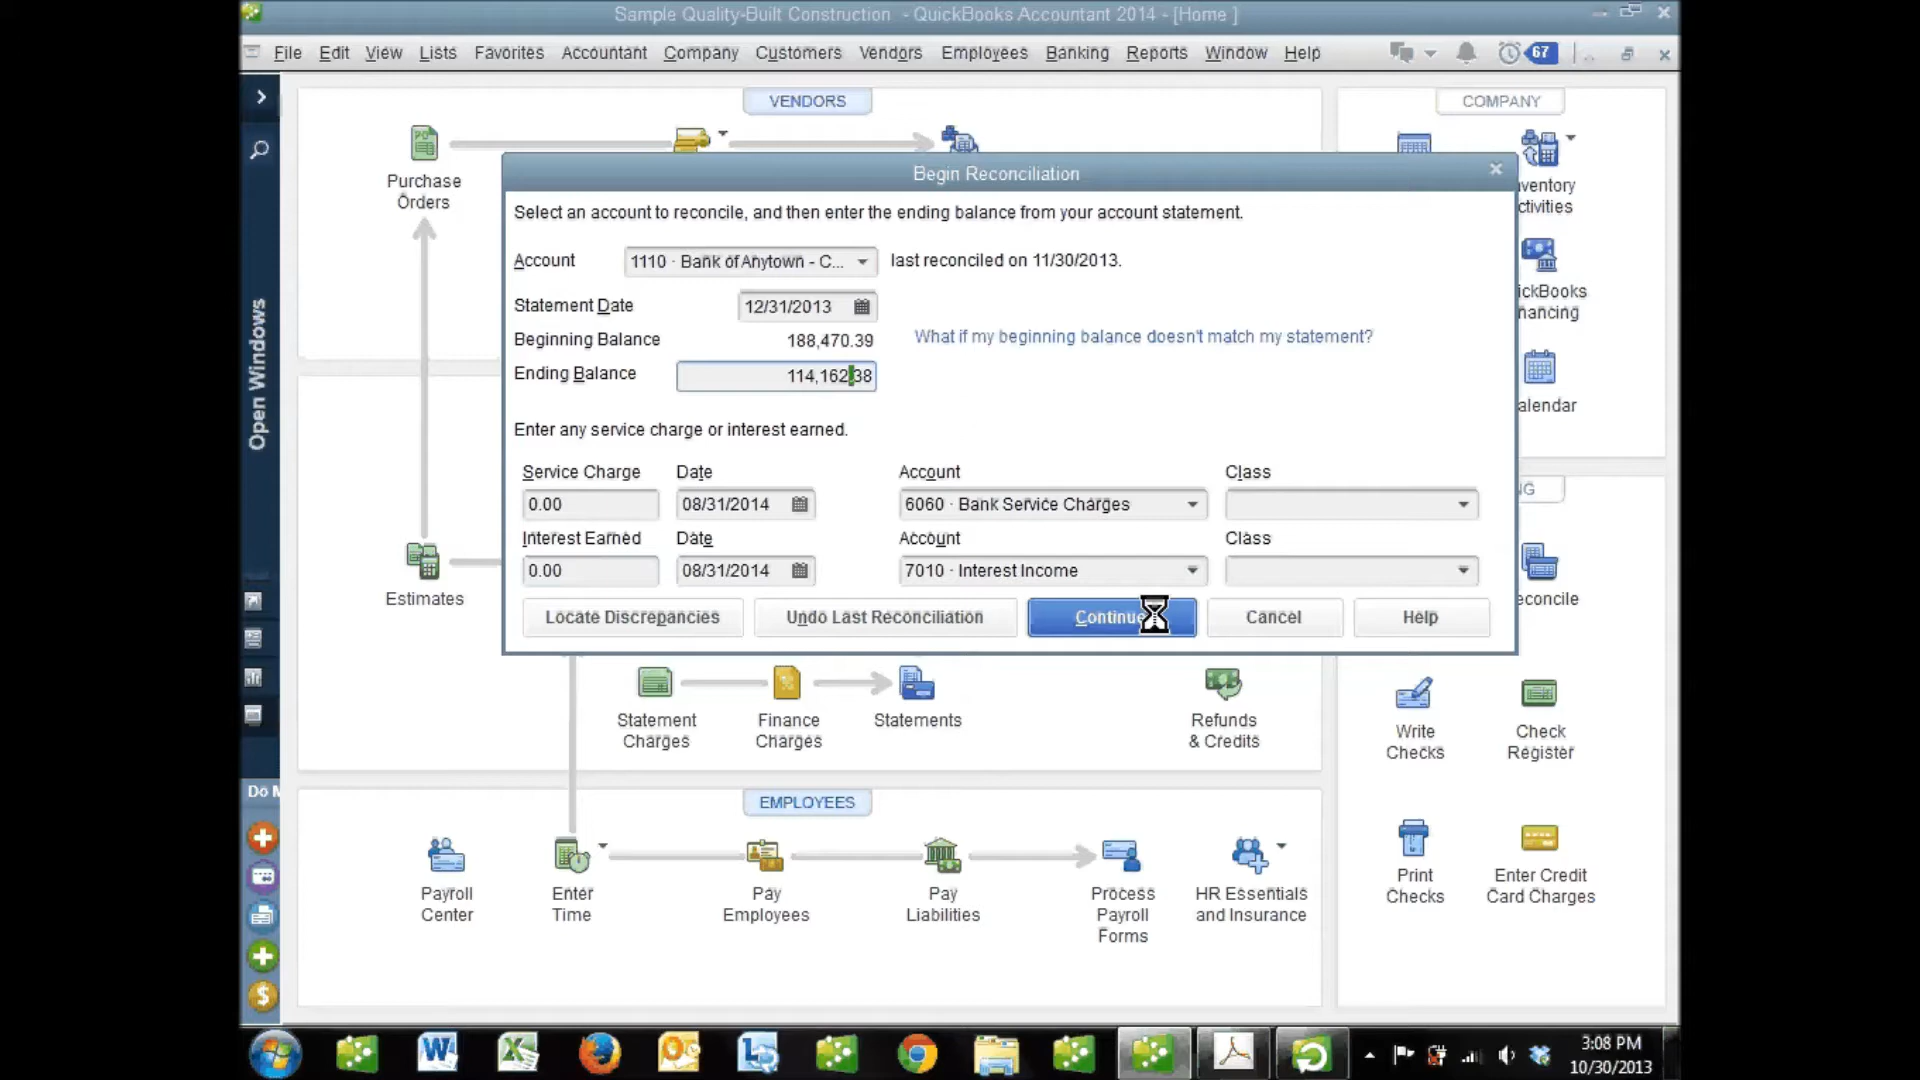 Sample Quality-Built Construction - QuickBooks Accountant 2014 - [Home ]
File Edit View Lists Favorites Accountant Company Customers Vendors Employees Banking Reports Window Help
67
VENDORS
COMPANY
Purchase
Orders
ventory
ctivities
Begin Reconciliation
Select an account to reconcile, and then enter the ending balance from your account statement.
Account 1110 · Bank of Anytown - C... last reconciled on 11/30/2013.
Statement Date 12/31/2013
Beginning Balance 188,470.39 What if my beginning balance doesn't match my statement?
Ending Balance 114,162.38
Enter any service charge or interest earned.
Service Charge Date Account Class
0.00 08/31/2014 6060 · Bank Service Charges
Interest Earned Date Account Class
0.00 08/31/2014 7010 · Interest Income
Locate Discrepancies Undo Last Reconciliation Continue Cancel Help
ickBooks
nancing
alendar
NG
econcile
Open Windows
Estimates
Statement
Charges
Finance
Charges
Statements
Refunds
& Credits
Write
Checks
Check
Register
Do M
EMPLOYEES
Payroll
Center
Enter
Time
Pay
Employees
Pay
Liabilities
Process
Payroll
Forms
HR Essentials
and Insurance
Print
Checks
Enter Credit
Card Charges
3:08 PM
10/30/2013